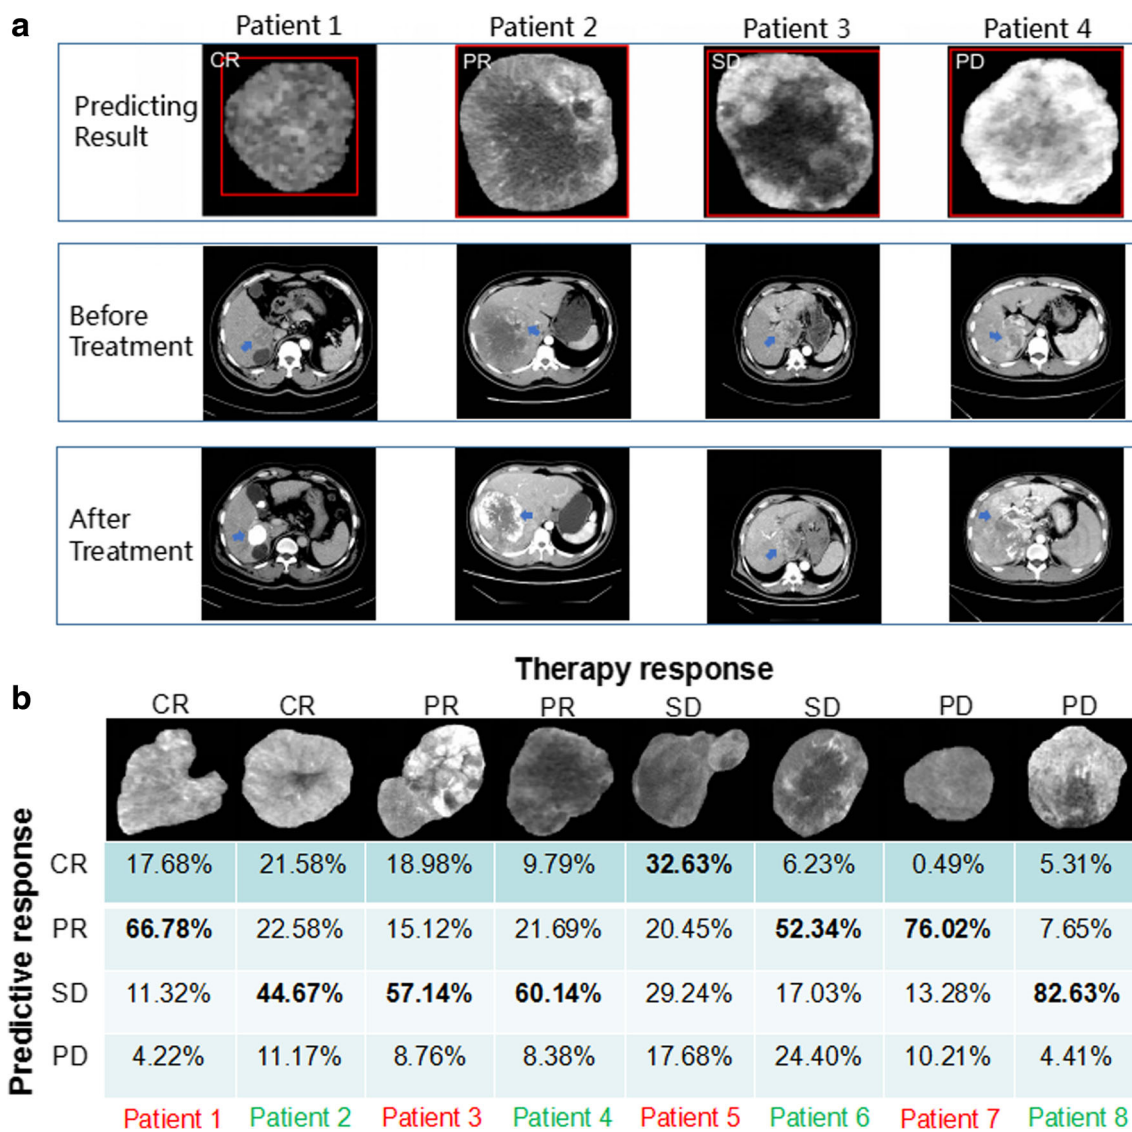 a
Patient 1 Patient 2 Patient 3 Patient 4
CR PR SD PD
Predicting
Result
Before
Treatment
After
Treatment
Therapy response
b
CR CR PR PR SD SD PD PD
Predictive response
CR 17.68% 21.58% 18.98% 9.79% 32.63% 6.23% 0.49% 5.31%
PR 66.78% 22.58% 15.12% 21.69% 20.45% 52.34% 76.02% 7.65%
SD 11.32% 44.67% 57.14% 60.14% 29.24% 17.03% 13.28% 82.63%
PD 4.22% 11.17% 8.76% 8.38% 17.68% 24.40% 10.21% 4.41%
Patient 1 Patient 2 Patient 3 Patient 4 Patient 5 Patient 6 Patient 7 Patient 8